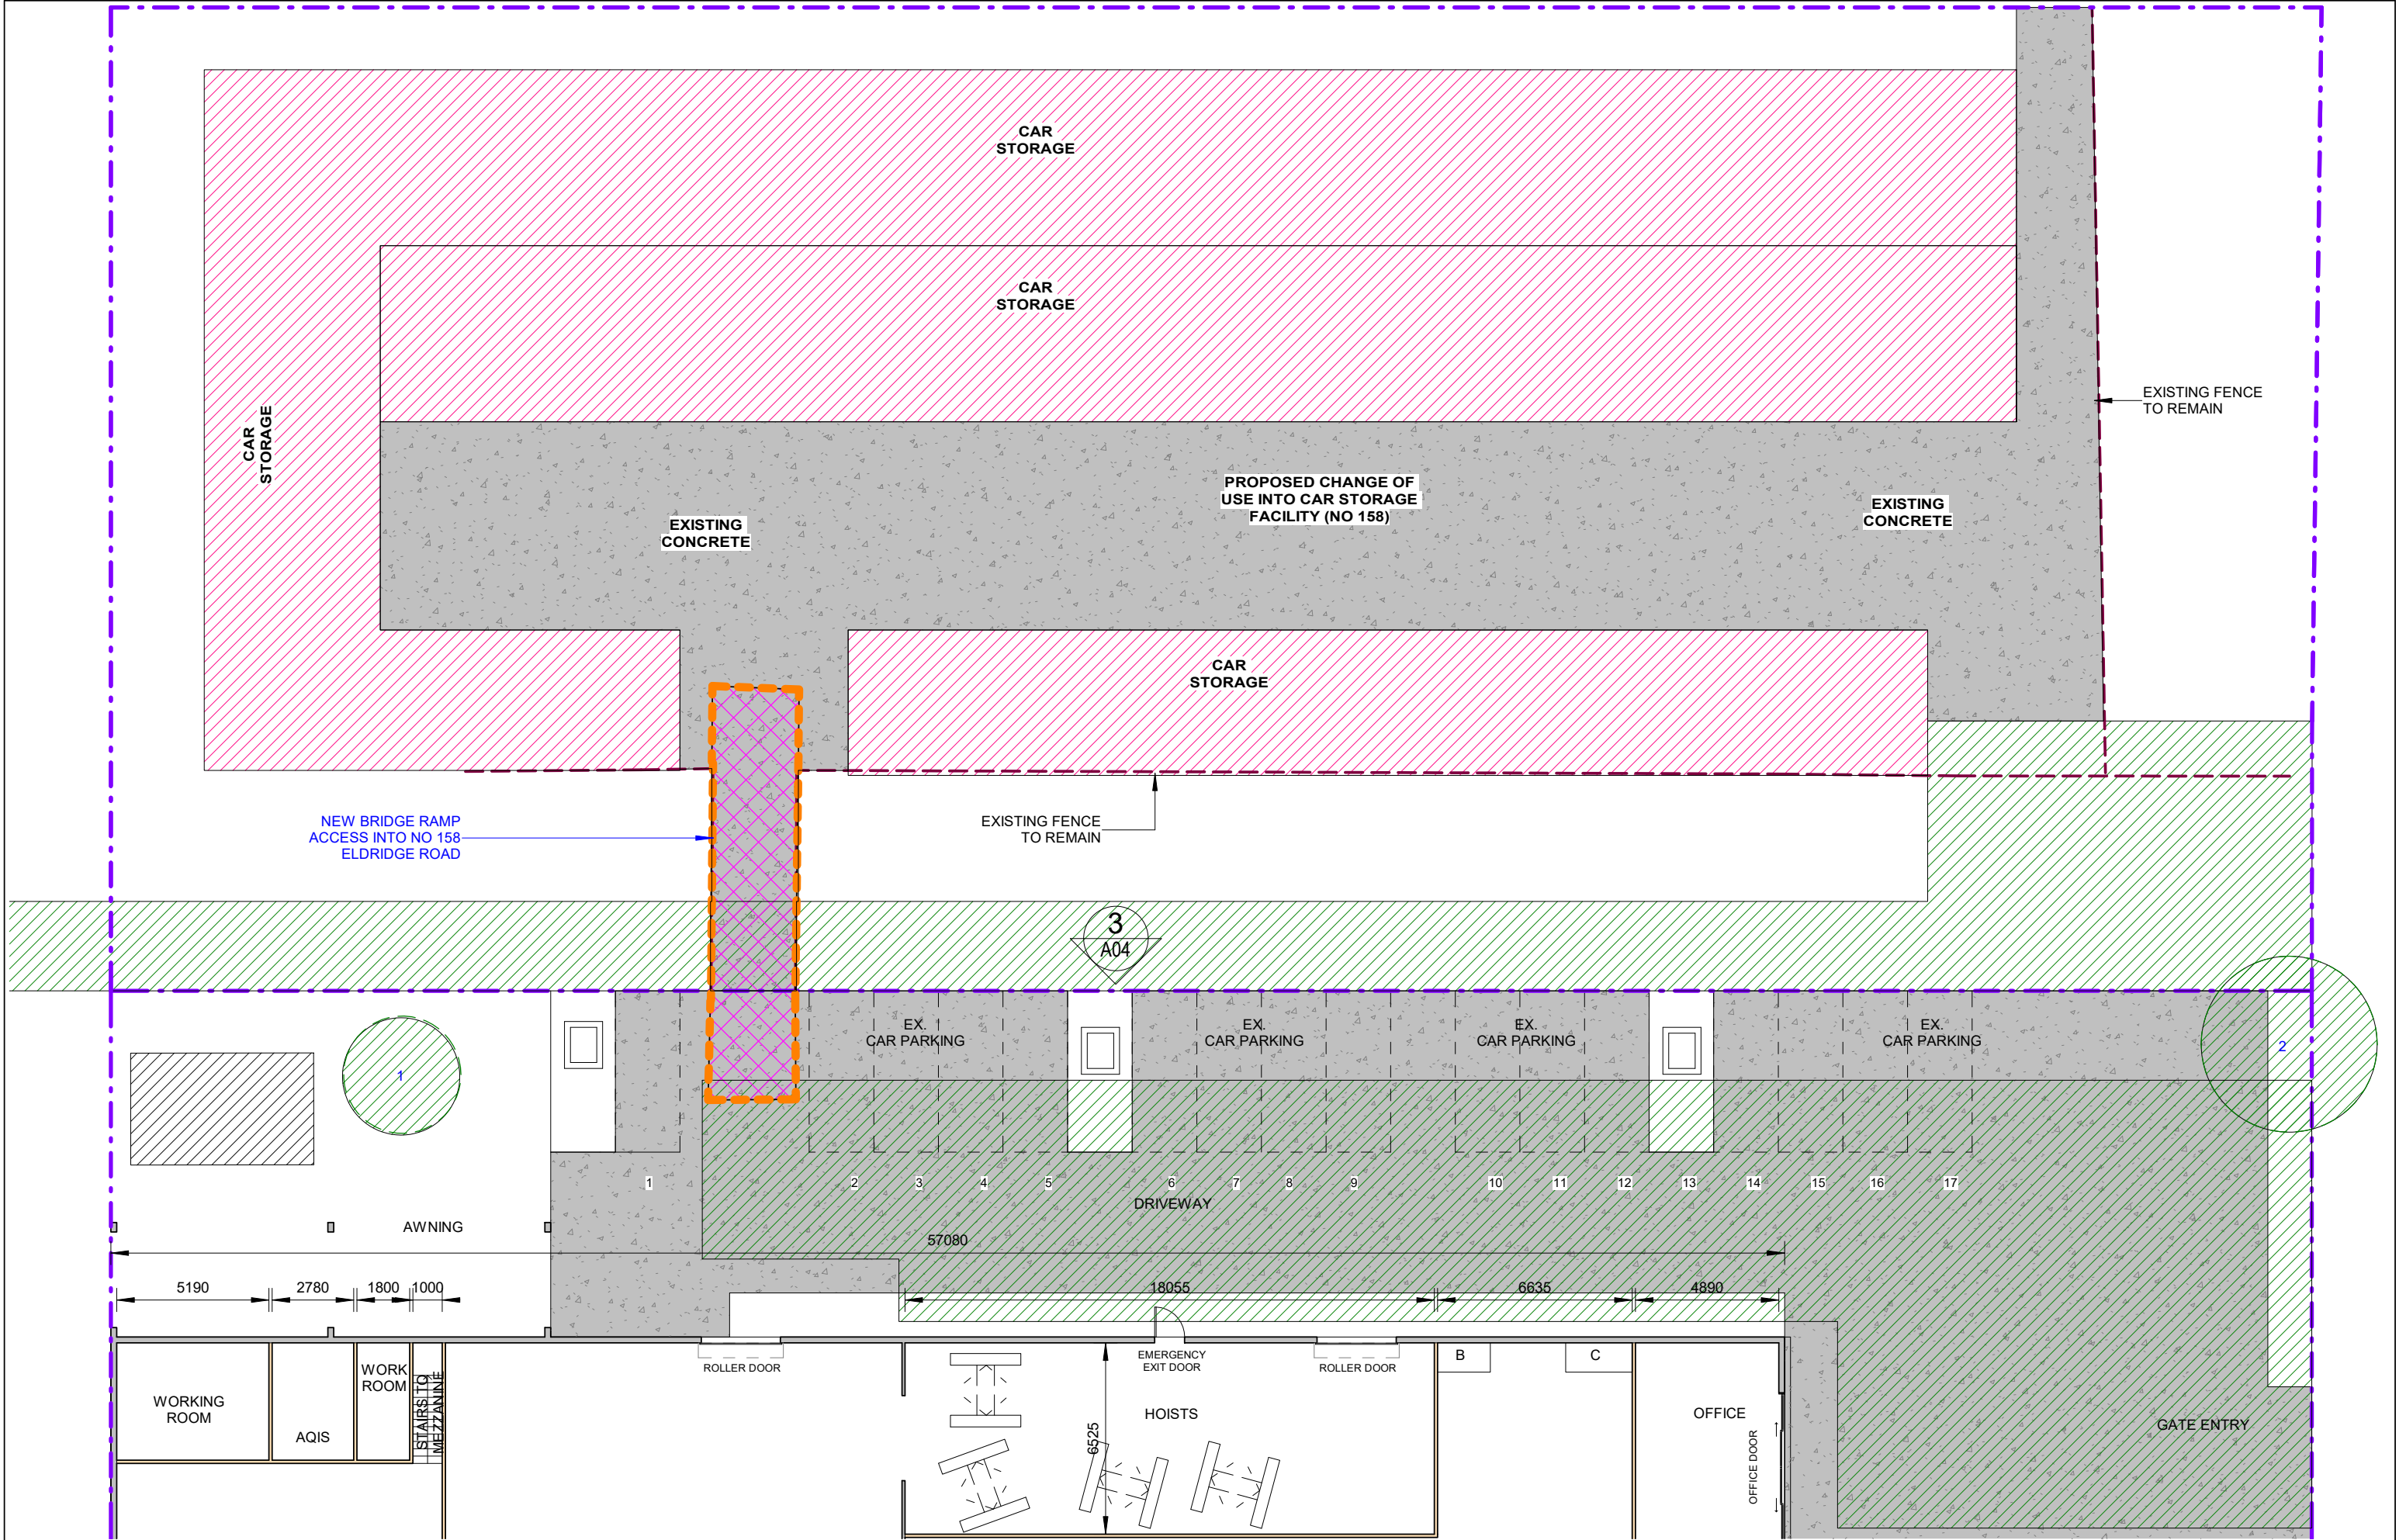 CAR
STORAGE
CAR
STORAGE
EXISTING FENCE
TO REMAIN
CAR
STORAGE
PROPOSED CHANGE OF
USE INTO CAR STORAGE
FACILITY (NO 158)
EXISTING
CONCRETE
EXISTING
CONCRETE
CAR
STORAGE
NEW BRIDGE RAMP
ACCESS INTO NO 158
ELDRIDGE ROAD
EXISTING FENCE
TO REMAIN
3
A04
EX.
CAR PARKING
EX.
CAR PARKING
EX.
CAR PARKING
EX.
CAR PARKING
1
2
1 2 3 4 5 6 7 8 9 10 11 12 13 14 15 16 17
DRIVEWAY
AWNING
57080
5190 2780 1800 1000 18055 6635 4890
ROLLER DOOR
EMERGENCY
EXIT DOOR
ROLLER DOOR
B
C
WORKING
ROOM
AQIS
WORK
ROOM
STAIRS TO
MEZZANINE
6525
HOISTS
OFFICE
OFFICE DOOR
GATE ENTRY